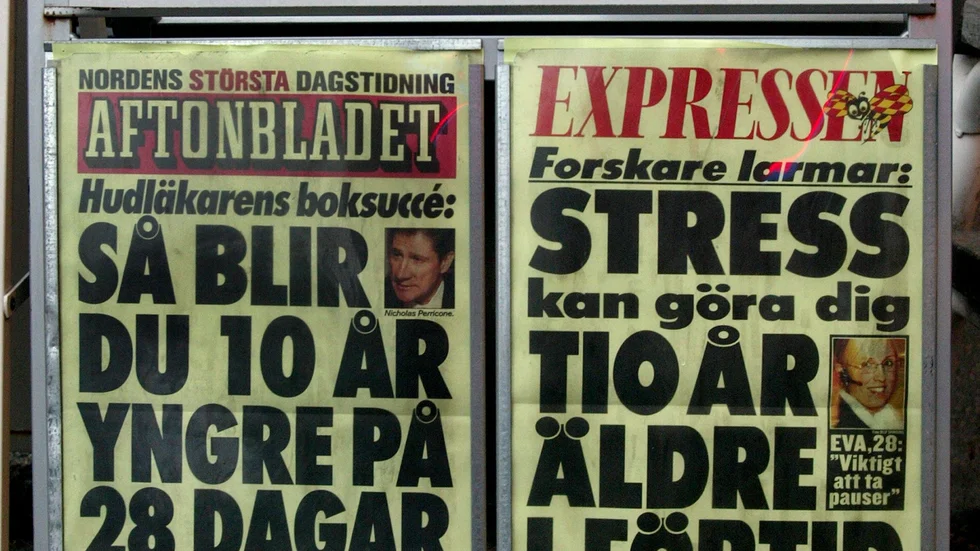 NORDENS STÖRSTA DAGSTIDNING
AFTONBLADET
Hudläkarens boksuccé:
SÅ BLIR
Nicholas Perricone.
DU 10 ÅR
YNGRE PÅ
28 DAGAR
EXPRESSEN
Forskare larmar:
STRESS
kan göra dig
TIO ÅR
ÄLDRE
I FÖRTID
EVA, 28:
"Viktigt
att ta
pauser"